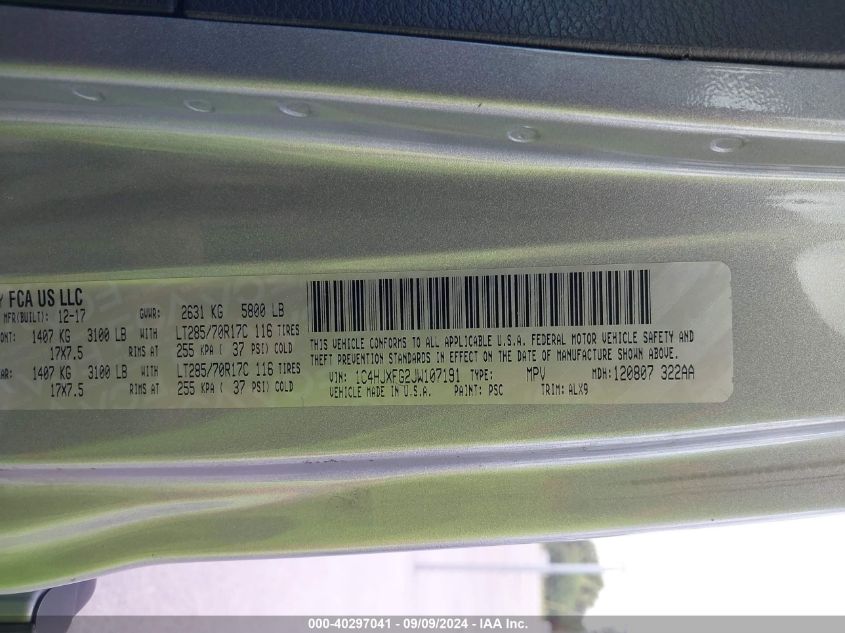 Y FCA US LLC
MFR(BUILT): 12-17 GVWR: 2631 KG 5800 LB
ONT: 1407 KG 3100 LB WITH LT285/70R17C 116 TIRES
17X7.5 RIMS AT 255 KPA ( 37 PSI) COLD
AR: 1407 KG 3100 LB WITH LT285/70R17C 116 TIRES
17X7.5 RIMS AT 255 KPA ( 37 PSI) COLD
THIS VEHICLE CONFORMS TO ALL APPLICABLE U.S.A. FEDERAL MOTOR VEHICLE SAFETY AND
THEFT PREVENTION STANDARDS IN EFFECT ON THE DATE OF MANUFACTURE SHOWN ABOVE.
VIN: 1C4HJXFG2JW107191 TYPE: MPV MDH:120807 322AA
VEHICLE MADE IN U.S.A. PAINT: PSC TRIM: ALX9
000-40297041 - 09/09/2024 - IAA Inc.